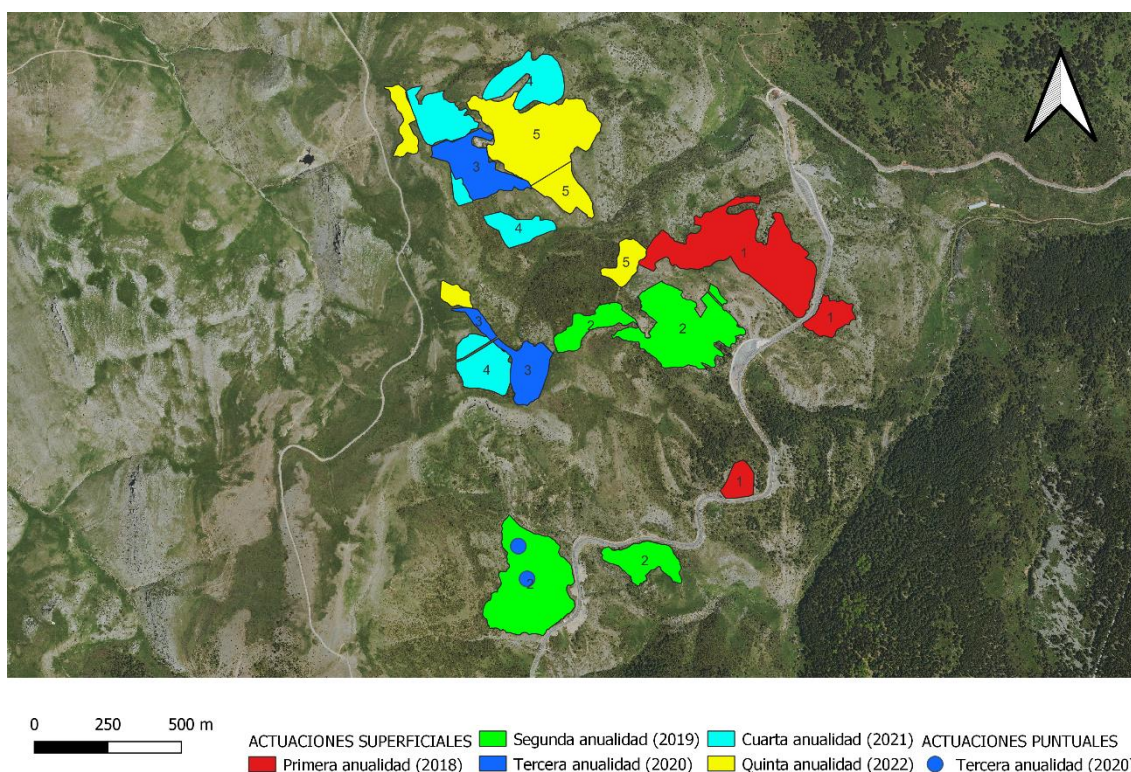 4
5
3
5
4
1
5
1
3
2
2
4
3
1
2
2
0 250 500 m
ACTUACIONES SUPERFICIALES
Primera anualidad (2018)
Segunda anualidad (2019)
Tercera anualidad (2020)
Cuarta anualidad (2021)
Quinta anualidad (2022)
ACTUACIONES PUNTUALES
Tercera anualidad (2020)